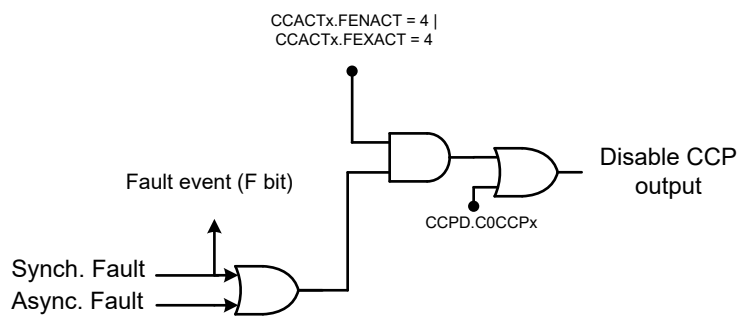 CCACTx.FENACT = 4 |
CCACTx.FEXACT = 4
Disable CCP
output
Fault event (F bit)
CCPD.C0CCPx
Synch. Fault
Async. Fault